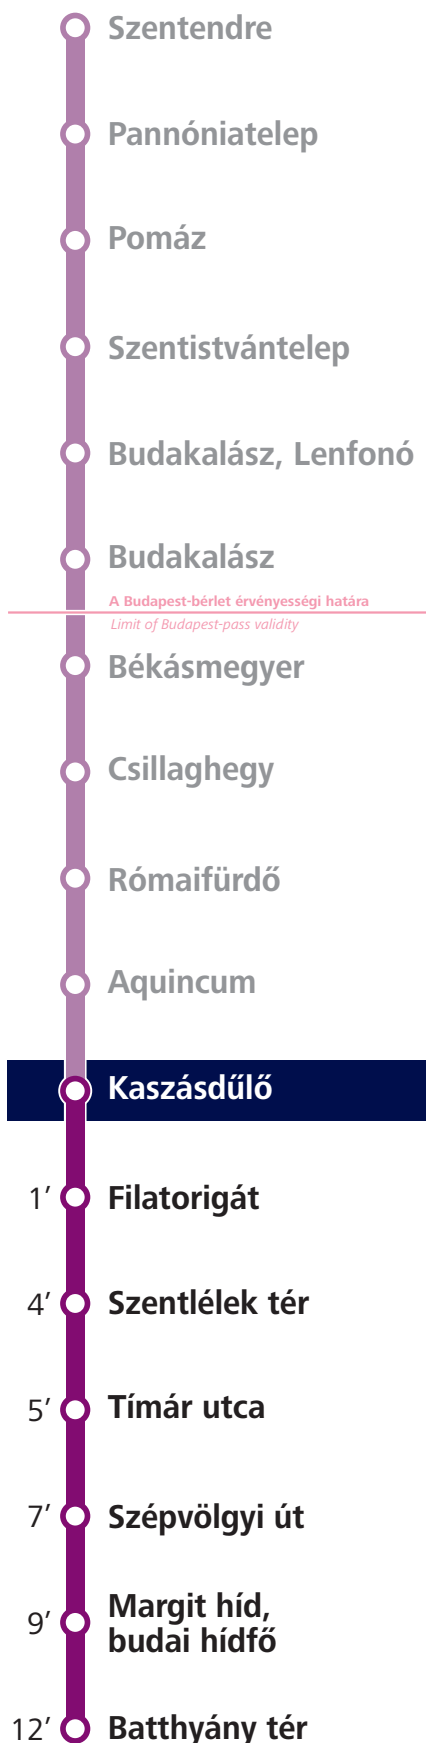 Szentendre
Pannóniatelep
Pomáz
Szentistvántelep
Budakalász, Lenfonó
Budakalász
A Budapest-bérlet érvényességi határa
Limit of Budapest-pass validity
Békásmegyer
Csillaghegy
Rómaifürdő
Aquincum
Kaszásdűlő
1’ Filatorigát
4’ Szentlélek tér
5’ Tímár utca
7’ Szépvölgyi út
9’ Margit híd,
budai hídfő
12’ Batthyány tér